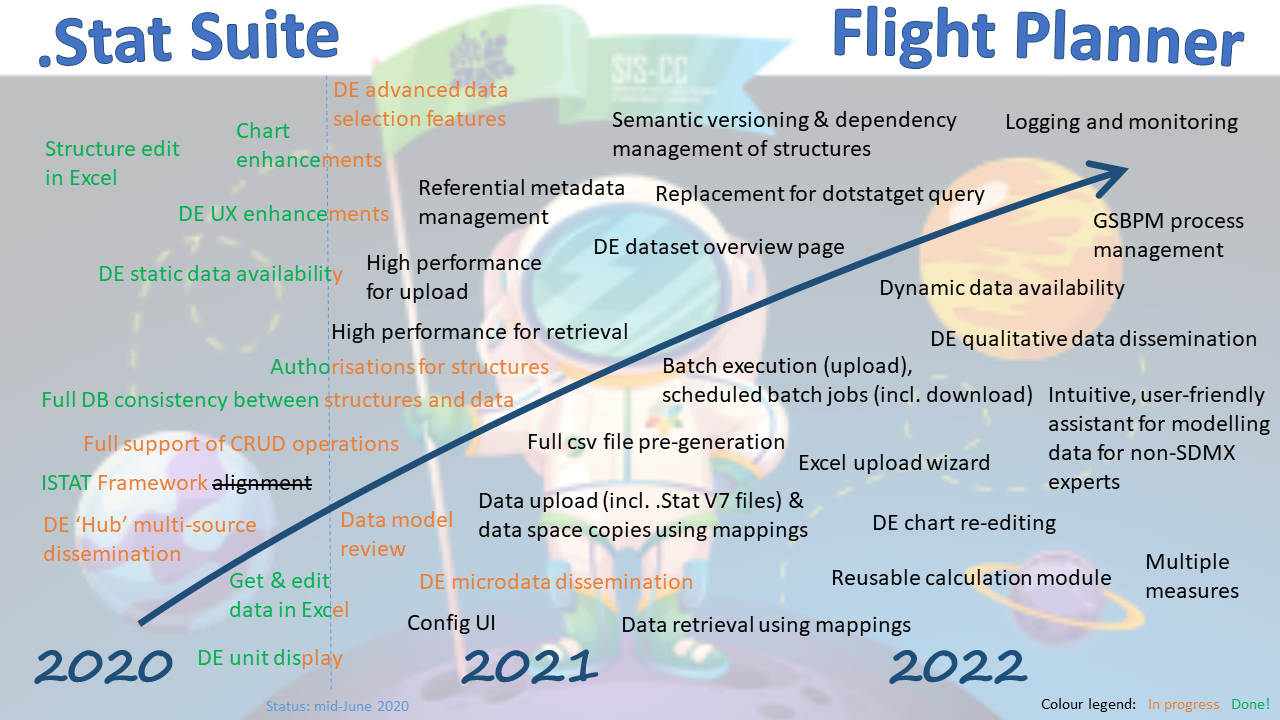 .Stat Suite
Flight Planner
SIS-CC
DE advanced data
selection features
Chart
enhancements
Structure edit
in Excel
DE UX enhancements
DE static data availability
Semantic versioning & dependency
management of structures
Logging and monitoring
Referential metadata
management
Replacement for dotstatget query
GSBPM process
management
DE dataset overview page
High performance
for upload
Dynamic data availability
High performance for retrieval
DE qualitative data dissemination
Authorisations for structures
Batch execution (upload),
scheduled batch jobs (incl. download)
Intuitive, user-friendly
assistant for modelling
data for non-SDMX
experts
Full DB consistency between structures and data
Full support of CRUD operations
Full csv file pre-generation
Excel upload wizard
ISTAT Framework alignment
Data upload (incl. .Stat V7 files) &
data space copies using mappings
DE 'Hub' multi-source
dissemination
Data model
review
DE chart re-editing
Get & edit
data in Excel
DE microdata dissemination
Reusable calculation module
Multiple
measures
Config UI
Data retrieval using mappings
DE unit display
2020
2021
2022
Status: mid-June 2020
Colour legend: In progress Done!